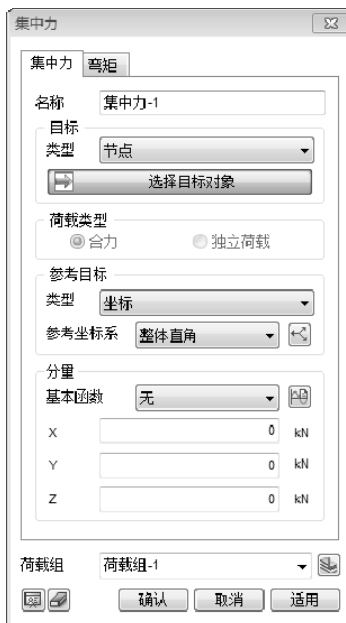 集中力
集中力 弯矩
名称 集中力-1
目标
类型 节点
选择目标对象
荷载类型
合力 独立荷载
参考目标
类型 坐标
参考坐标系 整体直角
分量
基本函数 无
X 0 kN
Y 0 kN
Z 0 kN
荷载组 荷载组-1
确认 取消 适用